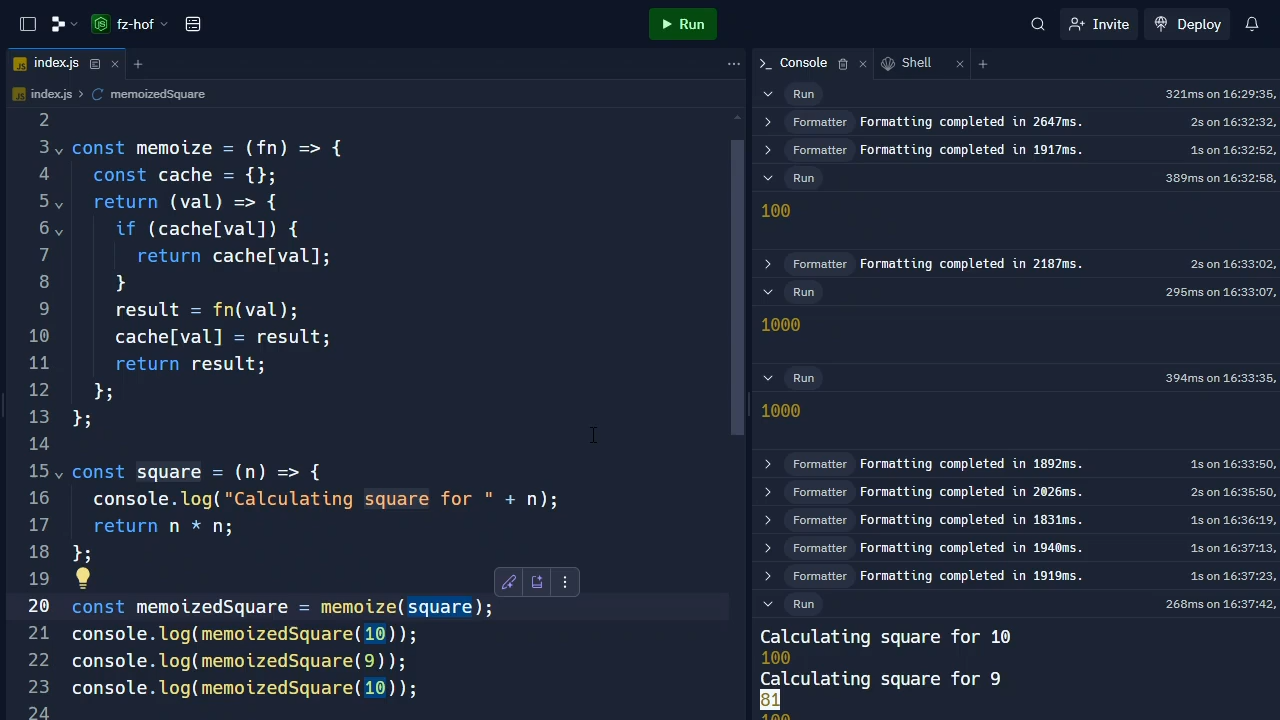 fz-hof
Run
Invite
Deploy
JS index.js
Console
Shell
JS index.js > memoizedSquare
2
3 const memoize = (fn) => {
4 const cache = {};
5 return (val) => {
6 if (cache[val]) {
7 return cache[val];
8 }
9 result = fn(val);
10 cache[val] = result;
11 return result;
12 };
13 };
14
15 const square = (n) => {
16 console.log("Calculating square for " + n);
17 return n * n;
18 };
19
20 const memoizedSquare = memoize(square);
21 console.log(memoizedSquare(10));
22 console.log(memoizedSquare(9));
23 console.log(memoizedSquare(10));
24
Run 321ms on 16:29:35,
Formatter Formatting completed in 2647ms. 2s on 16:32:32,
Formatter Formatting completed in 1917ms. 1s on 16:32:52,
Run 389ms on 16:32:58,
100
Formatter Formatting completed in 2187ms. 2s on 16:33:02,
Run 295ms on 16:33:07,
1000
Run 394ms on 16:33:35,
1000
Formatter Formatting completed in 1892ms. 1s on 16:33:50,
Formatter Formatting completed in 2026ms. 2s on 16:35:50,
Formatter Formatting completed in 1831ms. 1s on 16:36:19,
Formatter Formatting completed in 1940ms. 1s on 16:37:13,
Formatter Formatting completed in 1919ms. 1s on 16:37:23,
Run 268ms on 16:37:42,
Calculating square for 10
100
Calculating square for 9
81
100